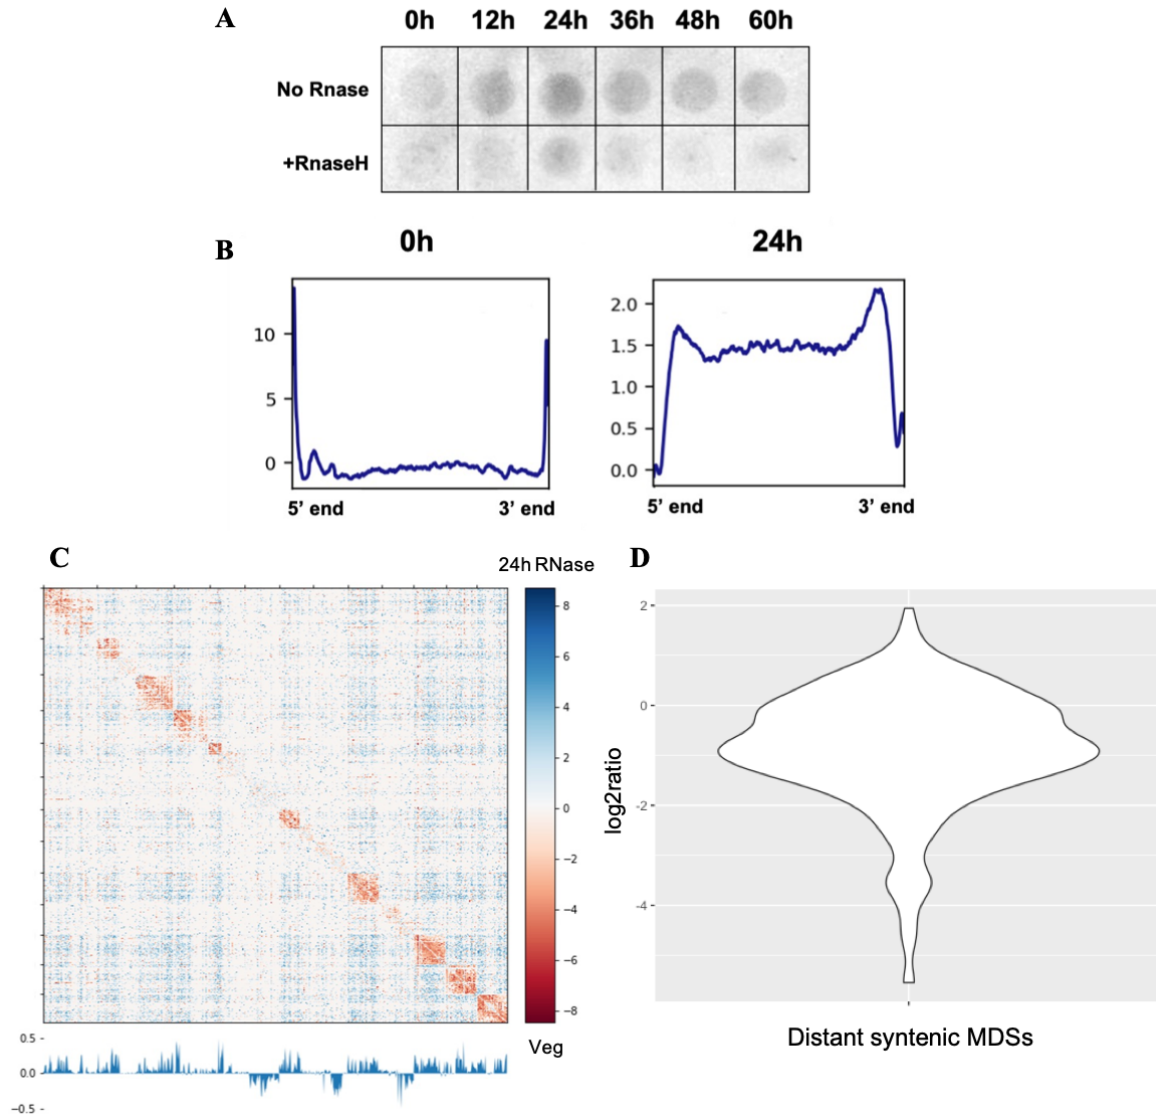 A
0h 12h 24h 36h 48h 60h
No Rnase
+RnaseH
B
0h 24h
10
5
0
5' end 3' end
2.0
1.5
1.0
0.5
0.0
5' end 3' end
C
24h RNase
8
6
4
2
0
−2
−4
−6
−8
Veg
0.5
0.0
−0.5
D
2
0
-2
-4
log2ratio
Distant syntenic MDSs